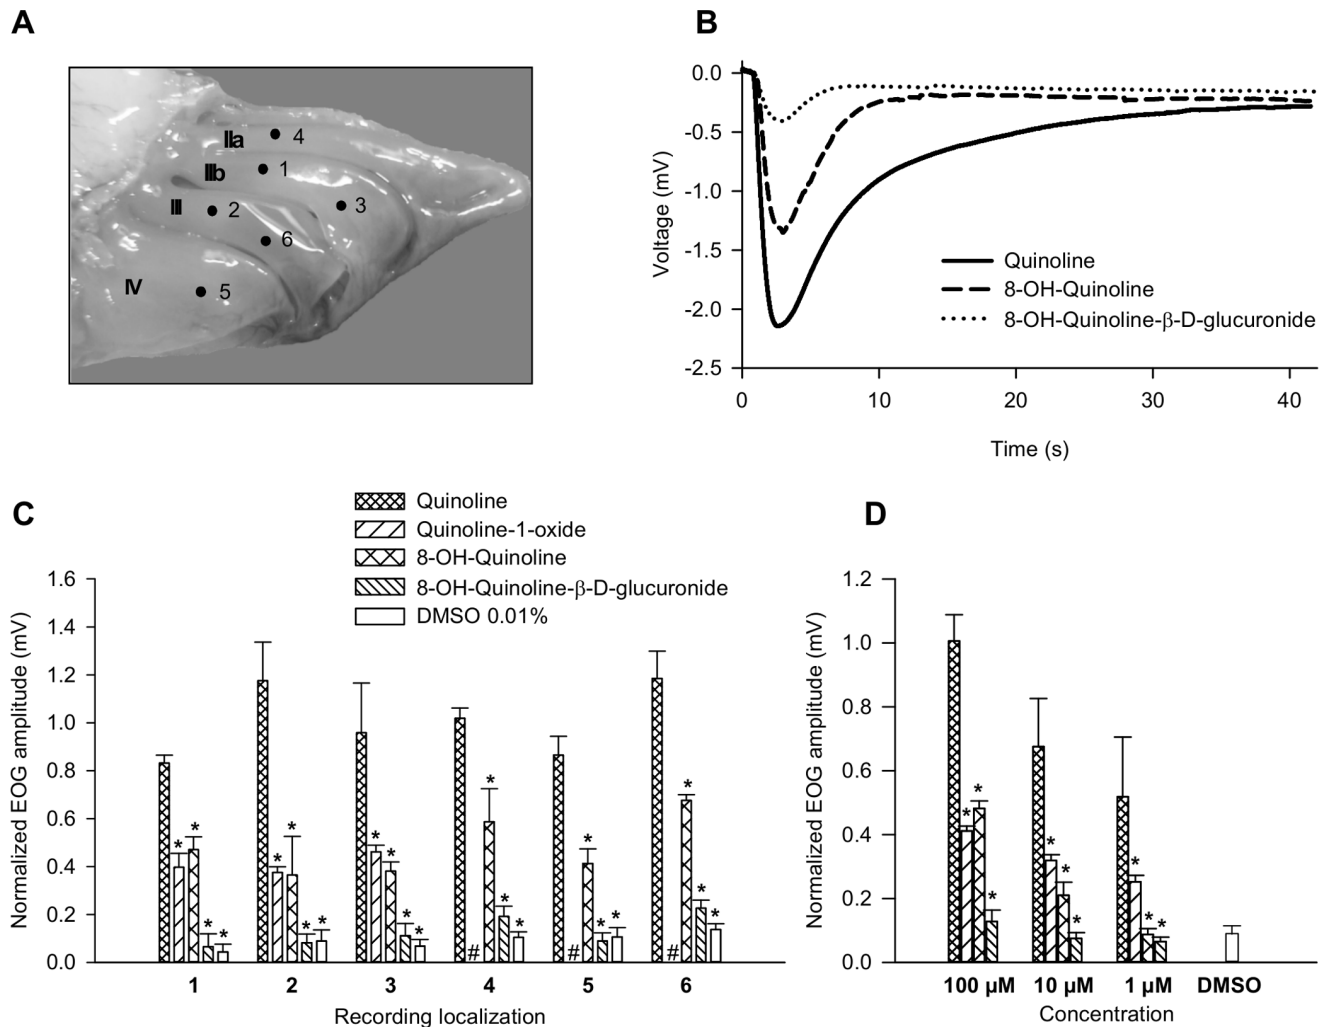 A
IIa
4
IIb
1
III
2
3
6
IV
5
B
0.0
-0.5
-1.0
-1.5
-2.0
-2.5
Voltage (mV)
Quinoline
8-OH-Quinoline
8-OH-Quinoline-β-D-glucuronide
0 10 20 30 40
Time (s)
C
Quinoline
Quinoline-1-oxide
8-OH-Quinoline
8-OH-Quinoline-β-D-glucuronide
DMSO 0.01%
Normalized EOG amplitude (mV)
1.6
1.4
1.2
1.0
0.8
0.6
0.4
0.2
0.0
* * * *
* * * *
* * * *
# * * *
# * * *
# * * *
1 2 3 4 5 6
Recording localization
D
Normalized EOG amplitude (mV)
1.2
1.0
0.8
0.6
0.4
0.2
0.0
* * *
* * *
* * *
100 µM 10 µM 1 µM DMSO
Concentration